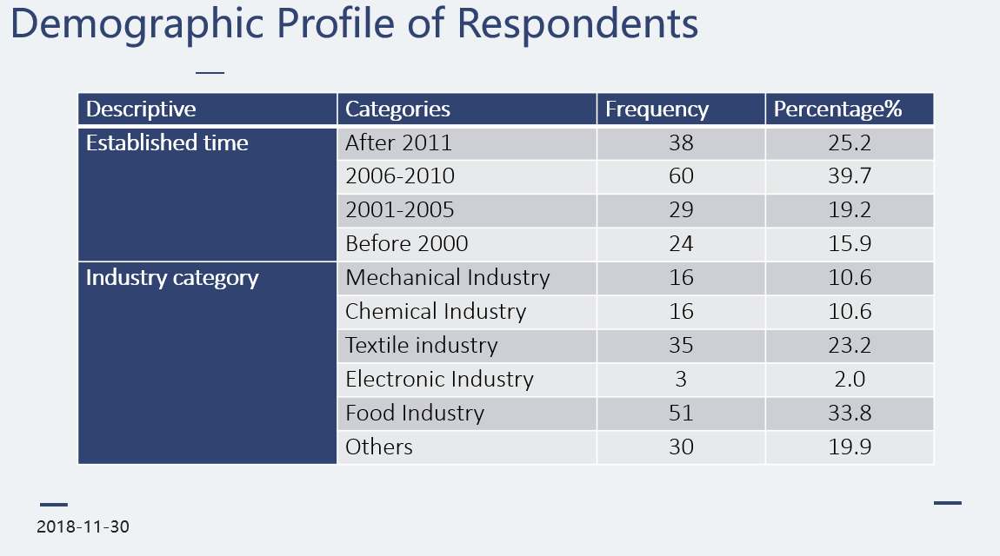 Demographic Profile of Respondents
Descriptive Categories Frequency Percentage%
Established time After 2011 38 25.2
2006-2010 60 39.7
2001-2005 29 19.2
Before 2000 24 15.9
Industry category Mechanical Industry 16 10.6
Chemical Industry 16 10.6
Textile industry 35 23.2
Electronic Industry 3 2.0
Food Industry 51 33.8
Others 30 19.9
2018-11-30